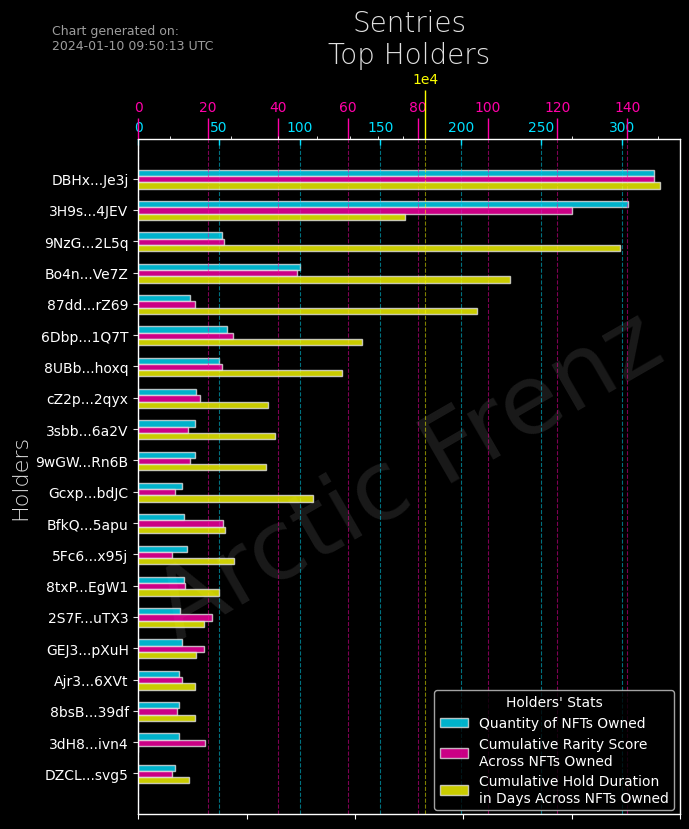 Chart generated on:
2024-01-10 09:50:13 UTC
Sentries
Top Holders
1e4
0 20 40 60 80 100 120 140
0 50 100 150 200 250 300
Holders
DBHx...Je3j
3H9s...4JEV
9NzG...2L5q
Bo4n...Ve7Z
87dd...rZ69
6Dbp...1Q7T
8UBb...hoxq
cZ2p...2qyx
3sbb...6a2V
9wGW...Rn6B
Gcxp...bdJC
BfkQ...5apu
5Fc6...x95j
8txP...EgW1
2S7F...uTX3
GEJ3...pXuH
Ajr3...6XVt
8bsB...39df
3dH8...ivn4
DZCL...svg5
Arctic Frenz
Holders' Stats
Quantity of NFTs Owned
Cumulative Rarity Score
Across NFTs Owned
Cumulative Hold Duration
in Days Across NFTs Owned